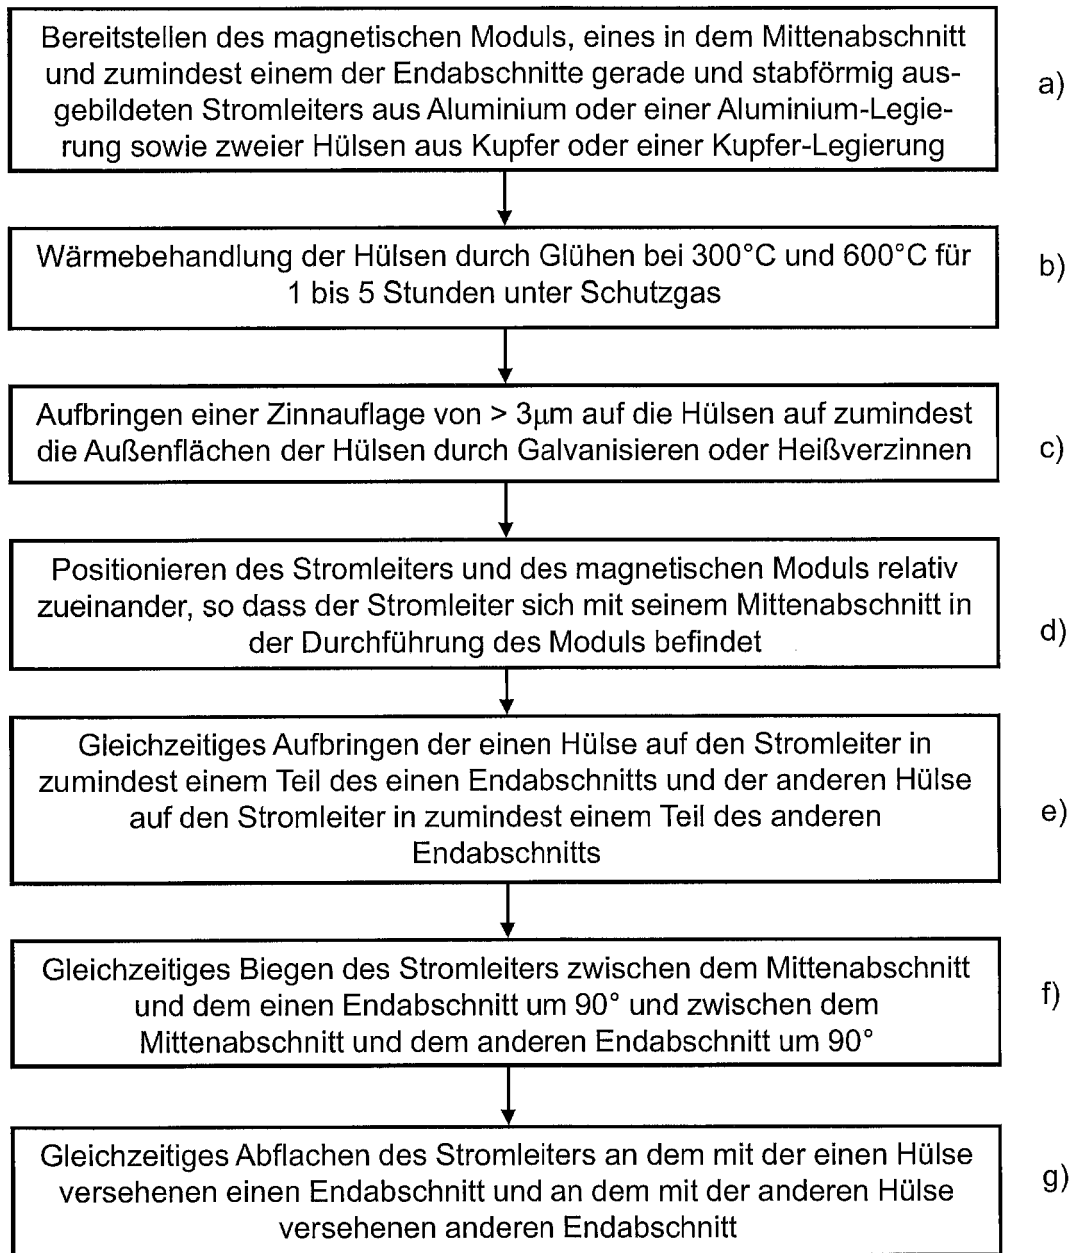 Bereitstellen des magnetischen Moduls, eines in dem Mittenabschnitt
und zumindest einem der Endabschnitte gerade und stabförmig aus-
gebildeten Stromleiters aus Aluminium oder einer Aluminium-Legie-
rung sowie zweier Hülsen aus Kupfer oder einer Kupfer-Legierung
a)
Wärmebehandlung der Hülsen durch Glühen bei 300°C und 600°C für
1 bis 5 Stunden unter Schutzgas
b)
Aufbringen einer Zinnauflage von > 3µm auf die Hülsen auf zumindest
die Außenflächen der Hülsen durch Galvanisieren oder Heißverzinnen
c)
Positionieren des Stromleiters und des magnetischen Moduls relativ
zueinander, so dass der Stromleiter sich mit seinem Mittenabschnitt in
der Durchführung des Moduls befindet
d)
Gleichzeitiges Aufbringen der einen Hülse auf den Stromleiter in
zumindest einem Teil des einen Endabschnitts und der anderen Hülse
auf den Stromleiter in zumindest einem Teil des anderen
Endabschnitts
e)
Gleichzeitiges Biegen des Stromleiters zwischen dem Mittenabschnitt
und dem einen Endabschnitt um 90° und zwischen dem
Mittenabschnitt und dem anderen Endabschnitt um 90°
f)
Gleichzeitiges Abflachen des Stromleiters an dem mit der einen Hülse
versehenen einen Endabschnitt und an dem mit der anderen Hülse
versehenen anderen Endabschnitt
g)